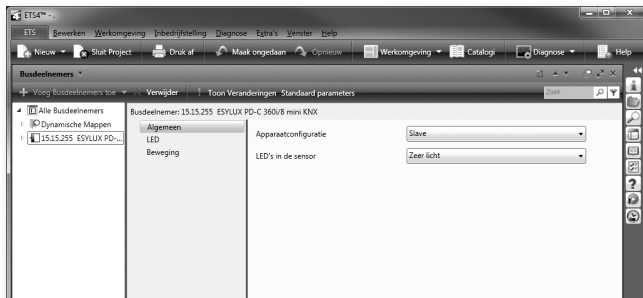 ETS4™ - .
ETS Bewerken Werkomgeving Inbedrijfstelling Diagnose Extra's Venster Help
Nieuw Sluit Project Druk af Maak ongedaan Opnieuw Werkomgeving Catalogi Diagnose Help
Busdeelnemers
Voeg Busdeelnemers toe Verwijder Toon Veranderingen Standaard parameters Zoek
Alle Busdeelnemers
Dynamische Mappen
15.15.255 ESYLUX PD-...
Busdeelnemer: 15.15.255 ESYLUX PD-C 360i/8 mini KNX
Algemeen
LED
Beweging
Apparaatconfiguratie Slave
LED's in de sensor Zeer licht